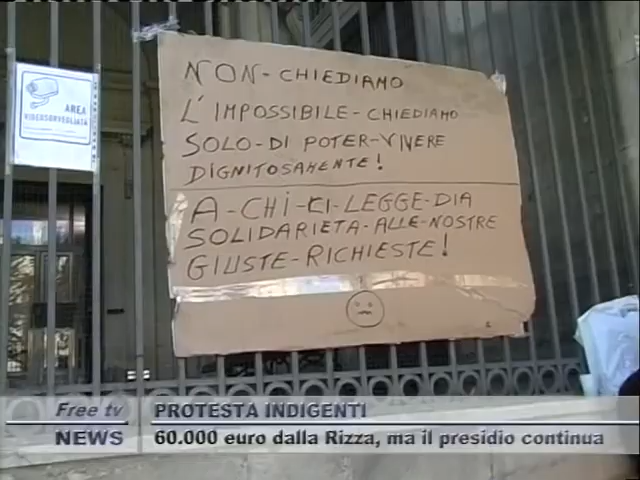 NON-CHIEDIAMO
L'IMPOSSIBILE-CHIEDIAMO
SOLO-DI POTER-VIVERE
DIGNITOSAMENTE!
A-CHI-CI-LEGGE-DIA
SOLIDARIETA-ALLE-NOSTRE
GIUSTE-RICHIESTE!
AREA
VIDEOSORVEGLIATA
Free tv
NEWS
PROTESTA INDIGENTI
60.000 euro dalla Rizza, ma il presidio continua